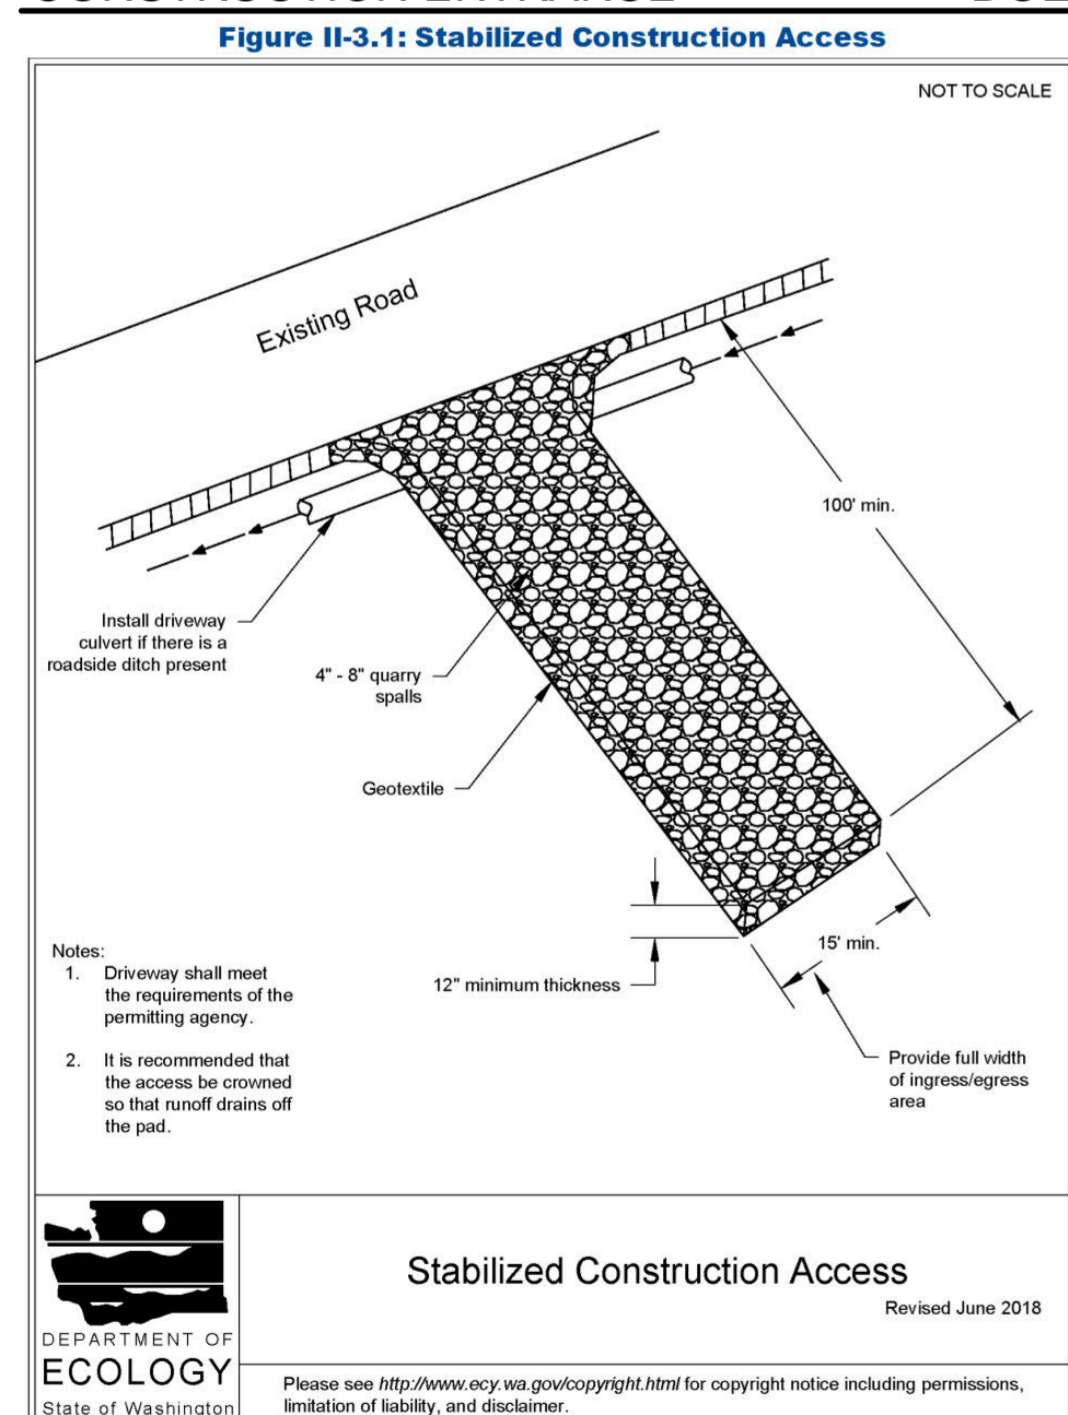 CONSTRUCTION ENTRANCE
Figure II-3.1: Stabilized Construction Access
NOT TO SCALE
Existing Road
100' min.
Install driveway
culvert if there is a
roadside ditch present
4" - 8" quarry
spalls
Geotextile
15' min.
12" minimum thickness
Provide full width
of ingress/egress
area
Notes:
1. Driveway shall meet
the requirements of the
permitting agency.
2. It is recommended that
the access be crowned
so that runoff drains off
the pad.
DEPARTMENT OF
ECOLOGY
State of Washington
Stabilized Construction Access
Revised June 2018
Please see http://www.ecy.wa.gov/copyright.html for copyright notice including permissions,
limitation of liability, and disclaimer.